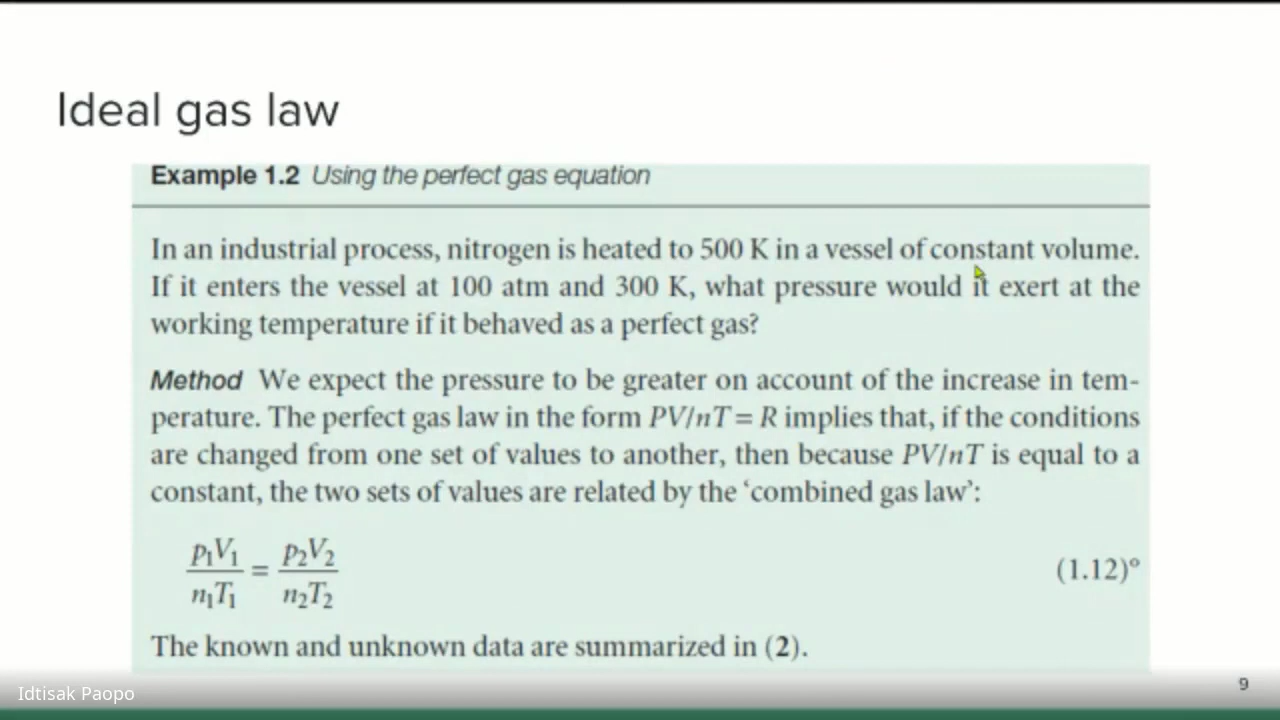 Ideal gas law
Example 1.2 Using the perfect gas equation
In an industrial process, nitrogen is heated to 500 K in a vessel of constant volume.
If it enters the vessel at 100 atm and 300 K, what pressure would it exert at the
working temperature if it behaved as a perfect gas?
Method We expect the pressure to be greater on account of the increase in tem-
perature. The perfect gas law in the form PV/nT = R implies that, if the conditions
are changed from one set of values to another, then because PV/nT is equal to a
constant, the two sets of values are related by the ‘combined gas law’:
p₁V₁/n₁T₁ = p₂V₂/n₂T₂ (1.12)°
The known and unknown data are summarized in (2).
Idtisak Paopo
9